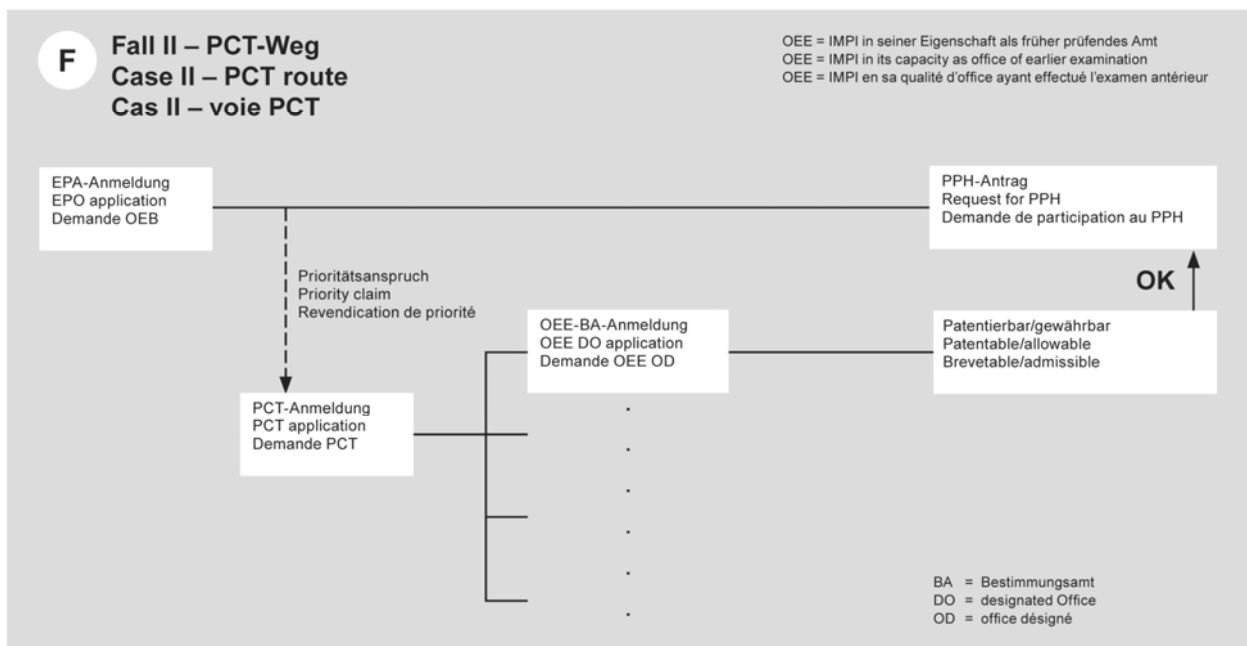 F
Fall II – PCT-Weg
Case II – PCT route
Cas II – voie PCT
OEE = IMPI in seiner Eigenschaft als früher prüfendes Amt
OEE = IMPI in its capacity as office of earlier examination
OEE = IMPI en sa qualité d'office ayant effectué l'examen antérieur
EPA-Anmeldung
EPO application
Demande OEB
PPH-Antrag
Request for PPH
Demande de participation au PPH
Prioritätsanspruch
Priority claim
Revendication de priorité
OK
OEE-BA-Anmeldung
OEE DO application
Demande OEE OD
Patentierbar/gewährbar
Patentable/allowable
Brevetable/admissible
PCT-Anmeldung
PCT application
Demande PCT
BA = Bestimmungsamt
DO = designated Office
OD = office désigné